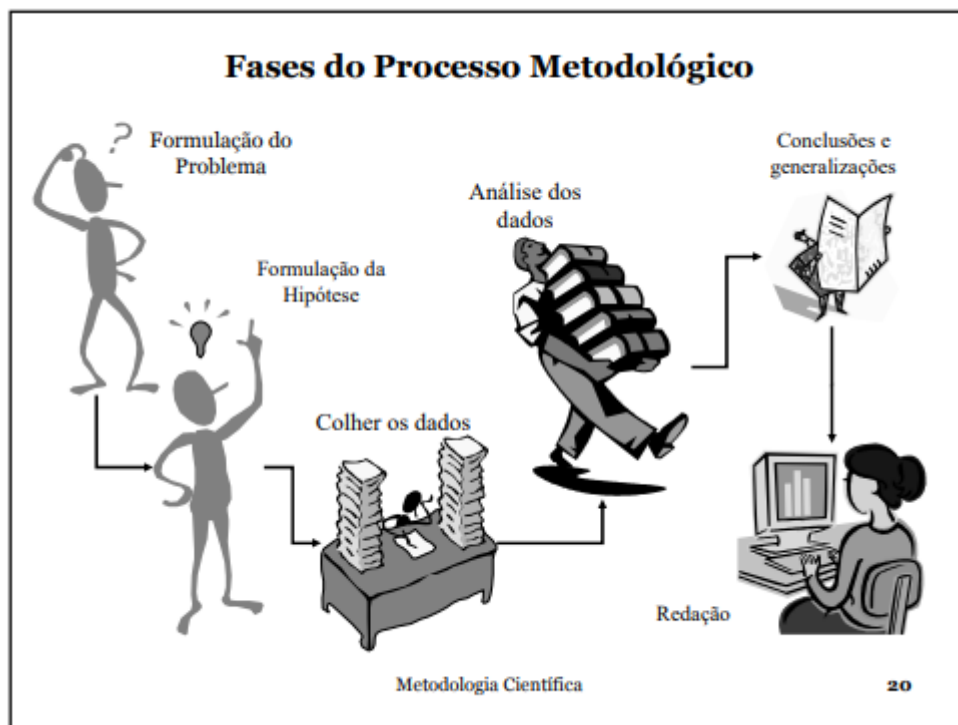 Fases do Processo Metodológico
?
Formulação do
Problema
Formulação da
Hipótese
Colher os dados
Análise dos
dados
Conclusões e
generalizações
Redação
Metodologia Científica
20